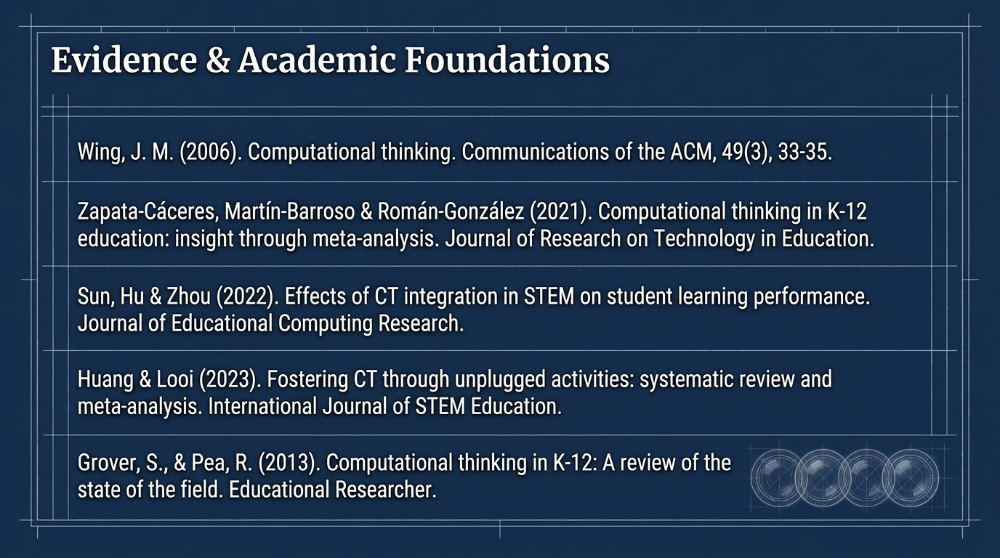 Evidence & Academic Foundations
Wing, J. M. (2006). Computational thinking. Communications of the ACM, 49(3), 33-35.
Zapata-Cáceres, Martín-Barroso & Román-González (2021). Computational thinking in K-12
education: insight through meta-analysis. Journal of Research on Technology in Education.
Sun, Hu & Zhou (2022). Effects of CT integration in STEM on student learning performance.
Journal of Educational Computing Research.
Huang & Looi (2023). Fostering CT through unplugged activities: systematic review and
meta-analysis. International Journal of STEM Education.
Grover, S., & Pea, R. (2013). Computational thinking in K-12: A review of the
state of the field. Educational Researcher.